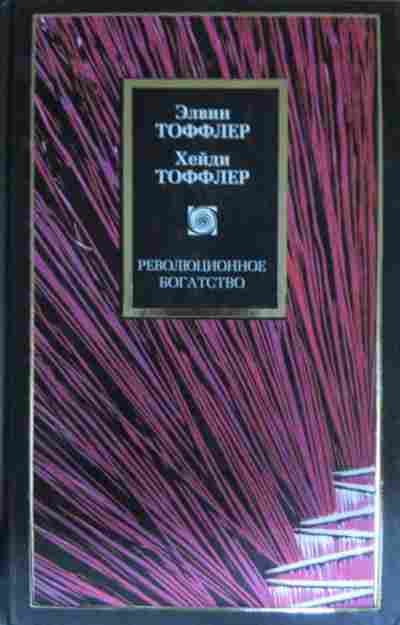 Элвин
ТОФФЛЕР
Хейди
ТОФФЛЕР
РЕВОЛЮЦИОННОЕ
БОГАТСТВО